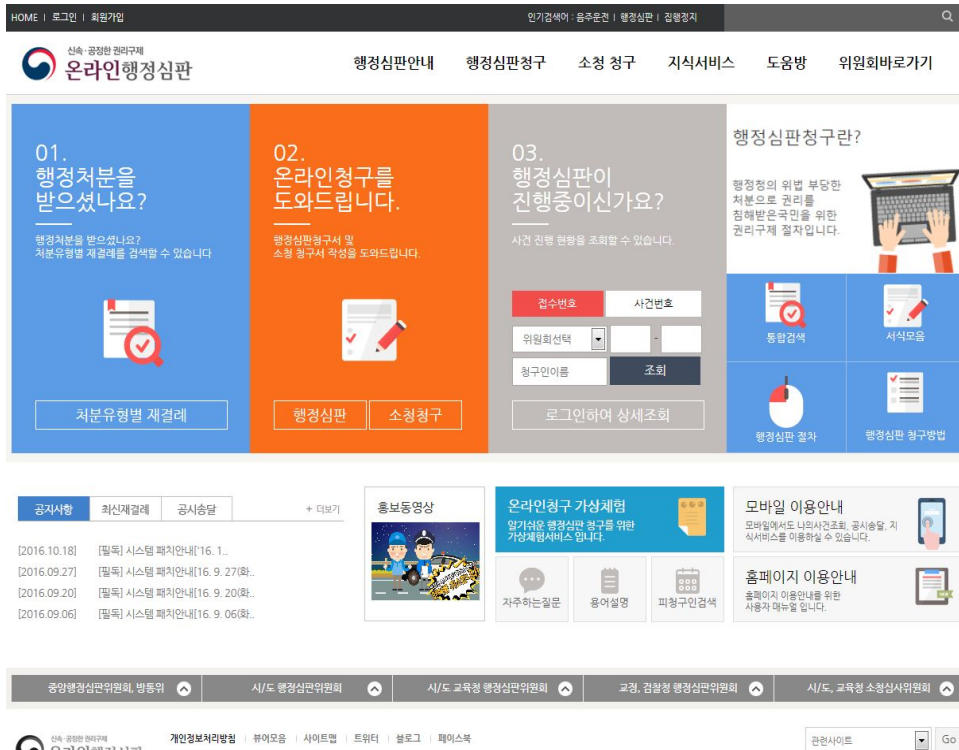 HOME | 로그인 | 회원가입
인기검색어 : 음주운전 | 행정심판 | 집행정지
신속·공정한 권리구제
온라인행정심판
행정심판안내 행정심판청구 소청 청구 지식서비스 도움방 위원회바로가기
01.
행정처분을
받으셨나요?
행정처분을 받으셨나요?
처분유형별 재결례를 검색할 수 있습니다
처분유형별 재결례
02.
온라인청구를
도와드립니다.
행정심판청구서 및
소청 청구서 작성을 도와드립니다.
행정심판 소청청구
03.
행정심판이
진행중이신가요?
사건 진행 현황을 조회할 수 있습니다.
접수번호 사건번호
위원회선택 -
청구인이름 조회
로그인하여 상세조회
행정심판청구란?
행정청의 위법 부당한
처분으로 권리를
침해받은국민을 위한
권리구제 절차입니다.
통합검색 서식모음
행정심판 절차 행정심판 청구방법
공지사항 최신재결례 공시송달 + 더보기
[2016.10.18] [필독] 시스템 패치안내['16. 1..
[2016.09.27] [필독] 시스템 패치안내[16. 9. 27(화..
[2016.09.20] [필독] 시스템 패치안내[16. 9. 20(화..
[2016.09.06] [필독] 시스템 패치안내[16. 9. 06(화..
홍보동영상
온라인청구 가상체험
알기쉬운 행정심판 청구를 위한
가상체험서비스 입니다.
자주하는질문 용어설명 피청구인검색
모바일 이용안내
모바일에서도 나의사건조회, 공시송달, 지
식서비스를 이용하실 수 있습니다.
홈페이지 이용안내
홈페이지 이용안내를 위한
사용자 매뉴얼 입니다.
중앙행정심판위원회, 방통위 시/도 행정심판위원회 시/도 교육청 행정심판위원회 교정, 검찰청 행정심판위원회 시/도, 교육청 소청심사위원회
신속·공정한 권리구제
온라인행정심판
개인정보처리방침 | 뷰어모음 | 사이트맵 | 트위터 | 블로그 | 페이스북
관련사이트 Go